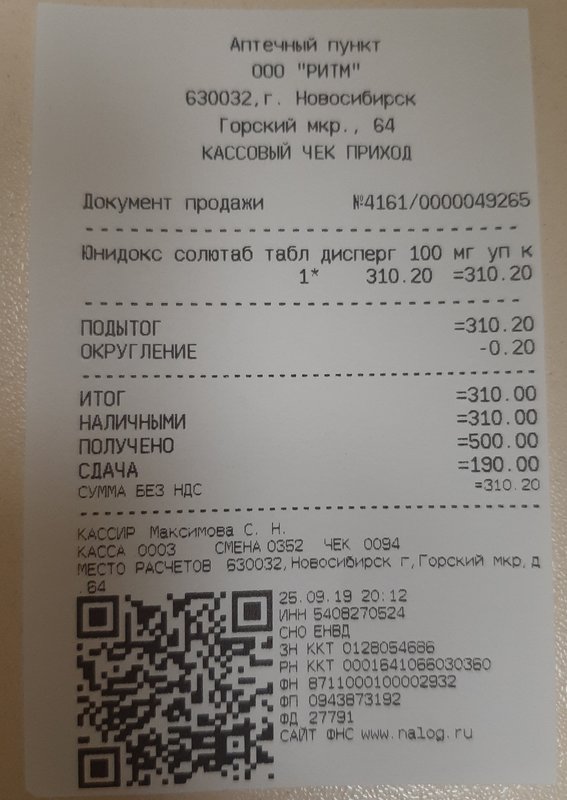 Аптечный пункт
ООО "РИТМ"
630032,г. Новосибирск
Горский мкр., 64
КАССОВЫЙ ЧЕК ПРИХОД
Документ продажи №4161/0000049265
Юнидокс солютаб табл дисперг 100 мг уп к
1* 310.20 =310.20
ПОДЫТОГ =310.20
ОКРУГЛЕНИЕ -0.20
ИТОГ =310.00
НАЛИЧНЫМИ =310.00
ПОЛУЧЕНО =500.00
СДАЧА =190.00
СУММА БЕЗ НДС =310.20
КАССИР Максимова С. Н.
КАССА 0003 СМЕНА 0352 ЧЕК 0094
МЕСТО РАСЧЕТОВ 630032,Новосибирск г,Горский мкр,д
.64
25.09.19 20:12
ИНН 5408270524
СНО ЕНВД
ЗН ККТ 0128054666
РН ККТ 0001641066030360
ФН 8711000100002932
ФП 0943873192
ФД 27791
САЙТ ФНС www.nalog.ru